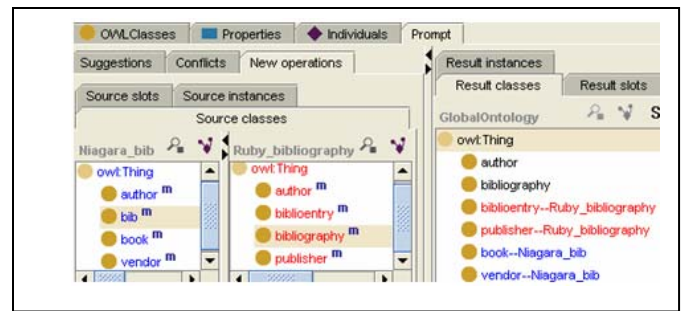 OWLClasses Properties Individuals Prompt
Suggestions Conflicts New operations
Source slots Source instances
Source classes
Niagara_bib
owl:Thing
author m
bib m
book m
vendor m
Ruby_bibliography
owl:Thing
author m
biblioentry m
bibliography m
publisher m
Result instances
Result classes Result slots
GlobalOntology S
owl:Thing
author
bibliography
biblioentry--Ruby_bibliography
publisher--Ruby_bibliography
book--Niagara_bib
vendor--Niagara_bib